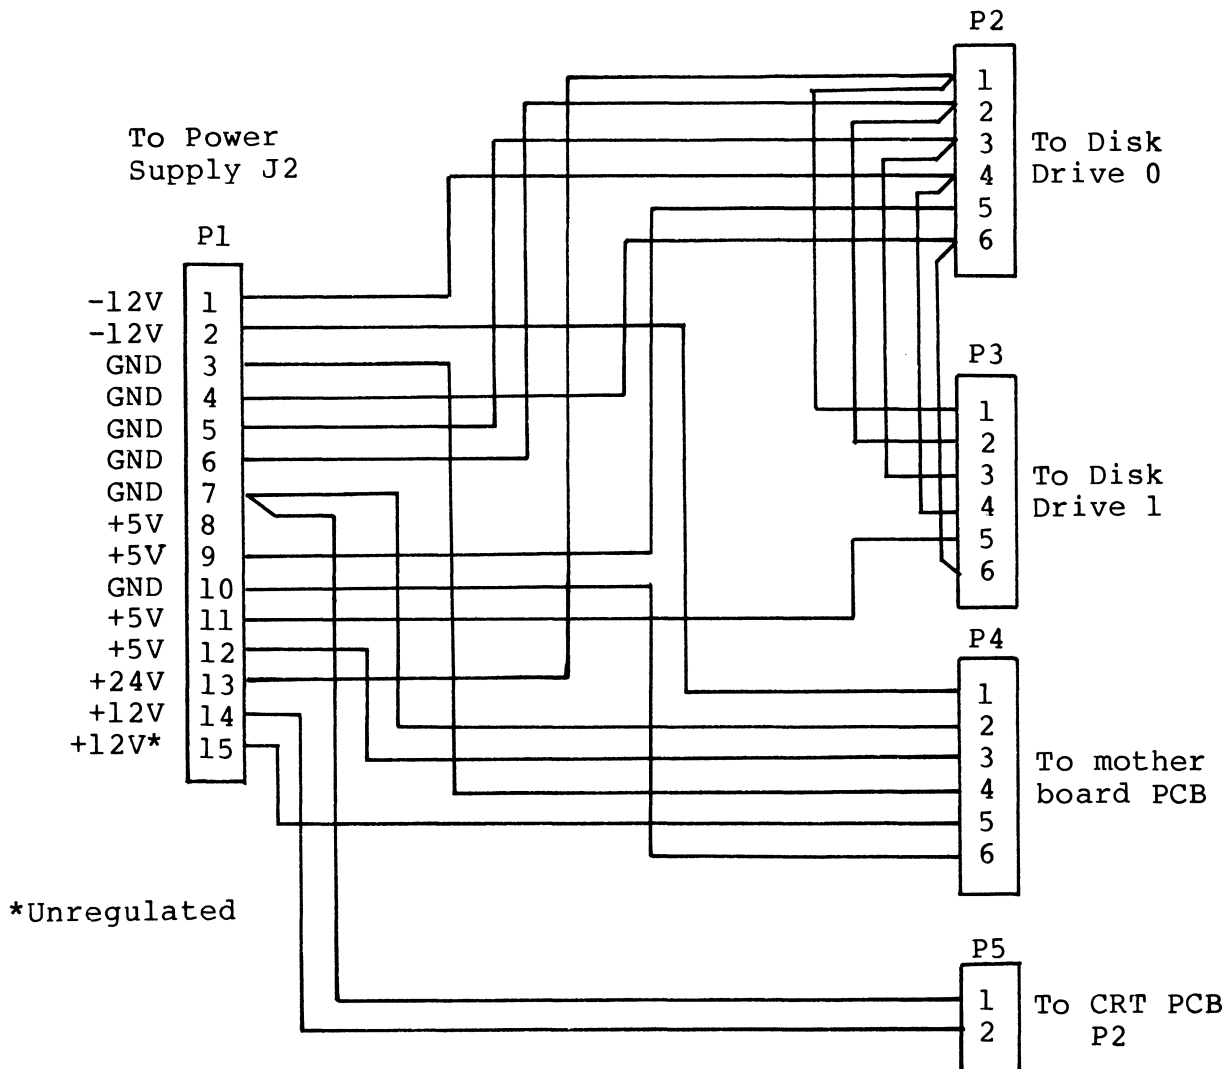 P2
1
2
3
4
5
6
To Disk
Drive 0
To Power
Supply J2
P1
-12V 1
-12V 2
GND 3
GND 4
GND 5
GND 6
GND 7
+5V 8
+5V 9
GND 10
+5V 11
+5V 12
+24V 13
+12V 14
+12V* 15
P3
1
2
3
4
5
6
To Disk
Drive 1
P4
1
2
3
4
5
6
To mother
board PCB
*Unregulated
P5
1
2
To CRT PCB
P2